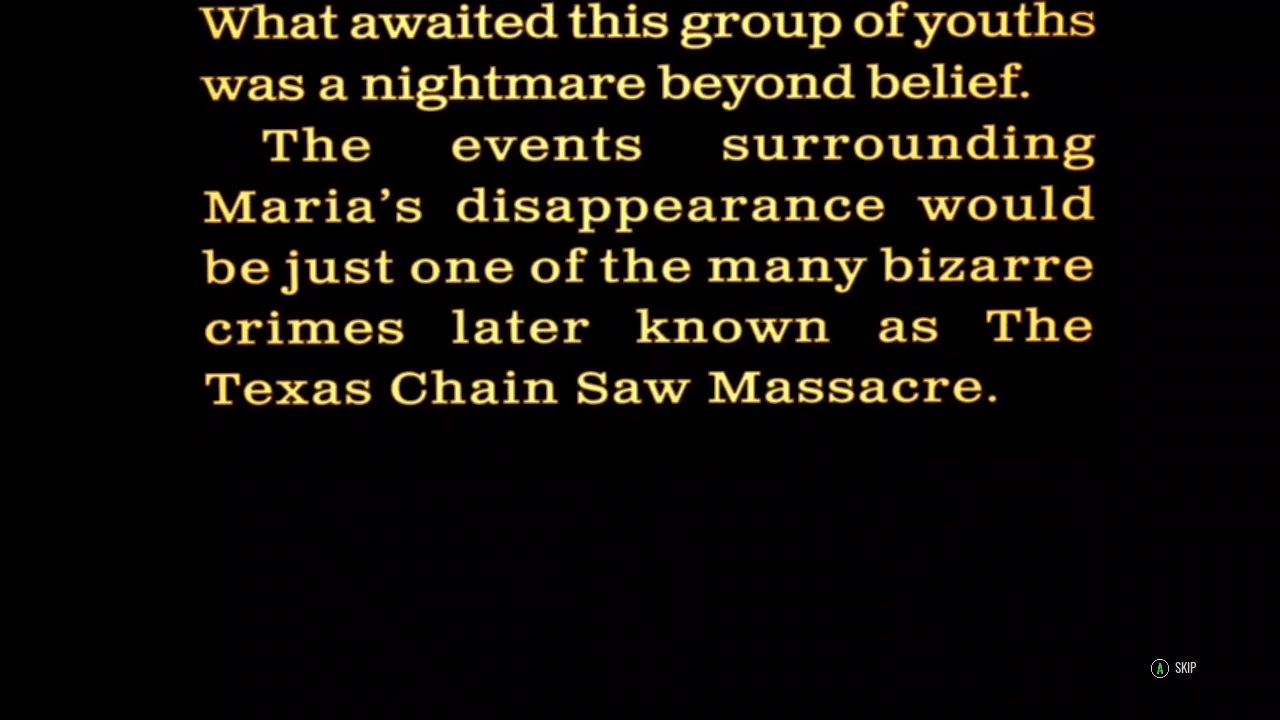 What awaited this group of youths
was a nightmare beyond belief.
The events surrounding
Maria's disappearance would
be just one of the many bizarre
crimes later known as The
Texas Chain Saw Massacre.
A SKIP